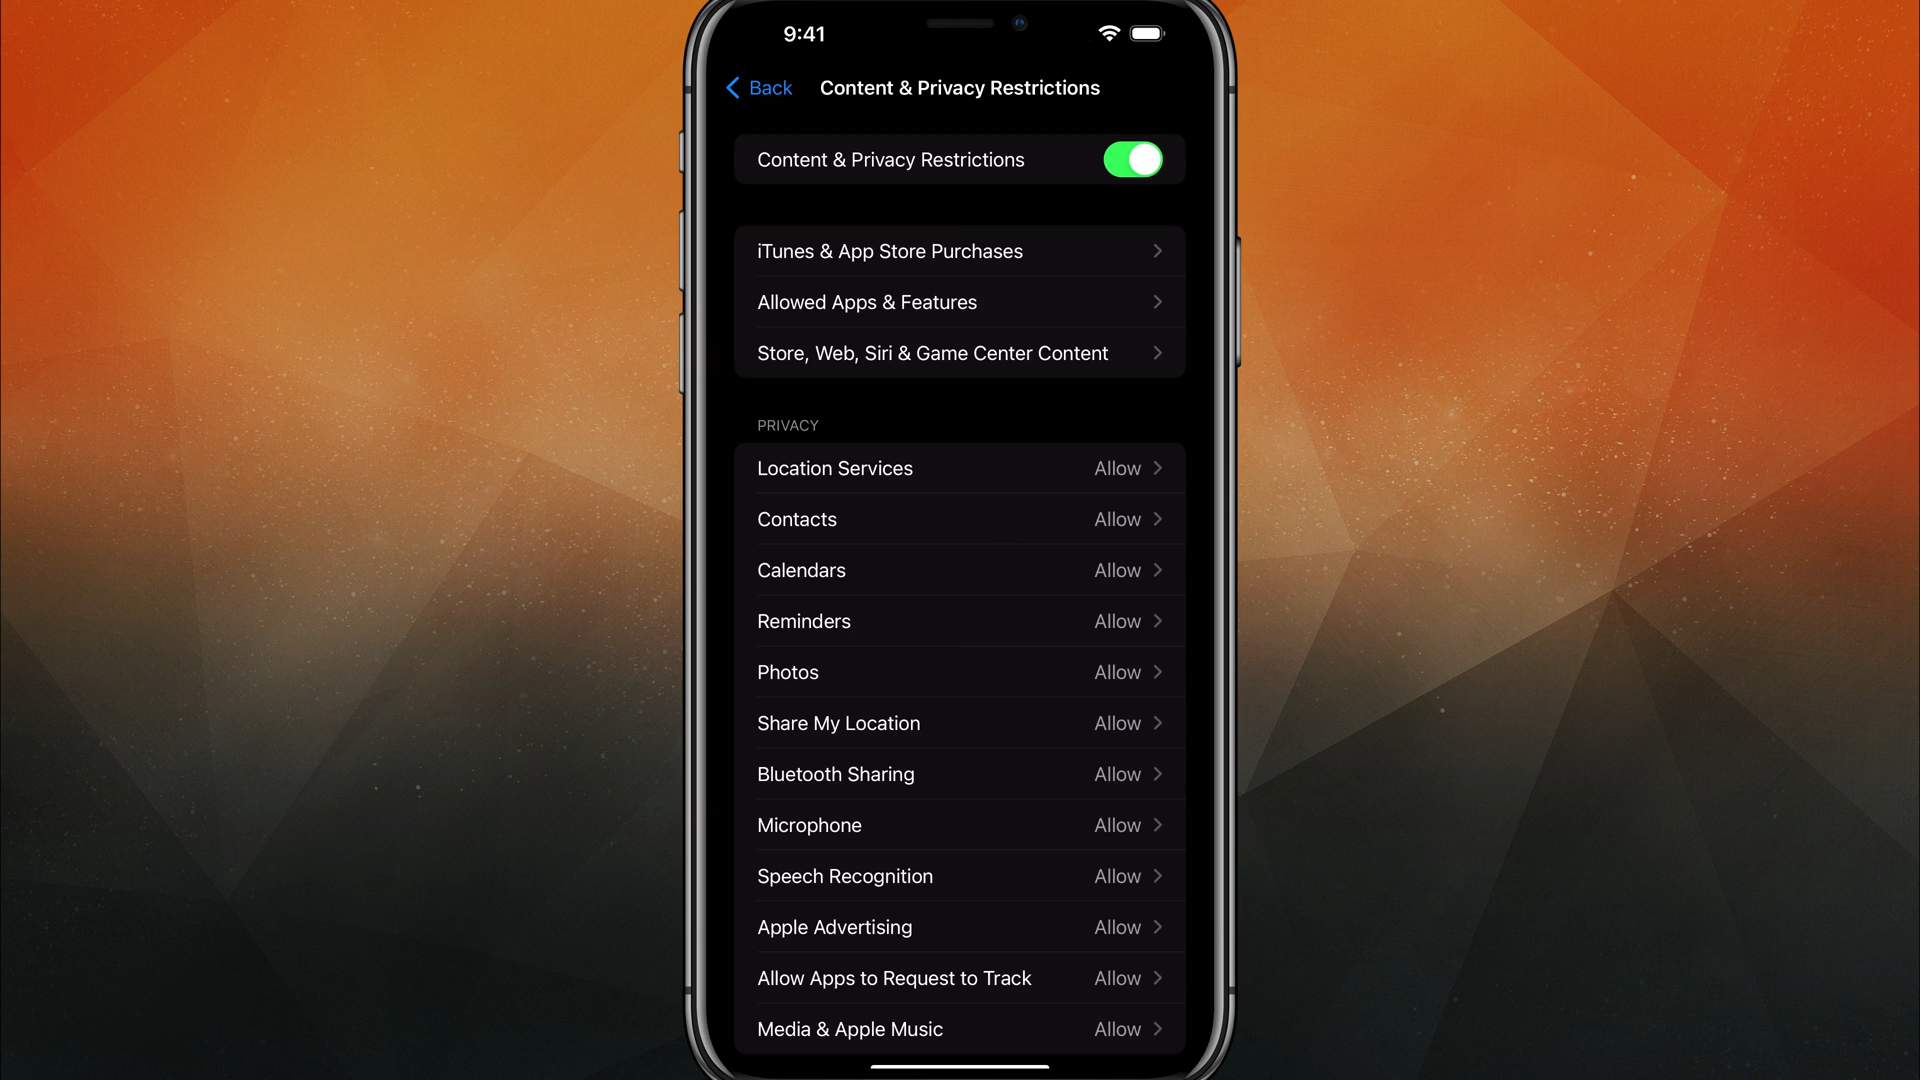 9:41
Back
Content & Privacy Restrictions
Content & Privacy Restrictions
iTunes & App Store Purchases
Allowed Apps & Features
Store, Web, Siri & Game Center Content
PRIVACY
Location Services Allow
Contacts Allow
Calendars Allow
Reminders Allow
Photos Allow
Share My Location Allow
Bluetooth Sharing Allow
Microphone Allow
Speech Recognition Allow
Apple Advertising Allow
Allow Apps to Request to Track Allow
Media & Apple Music Allow